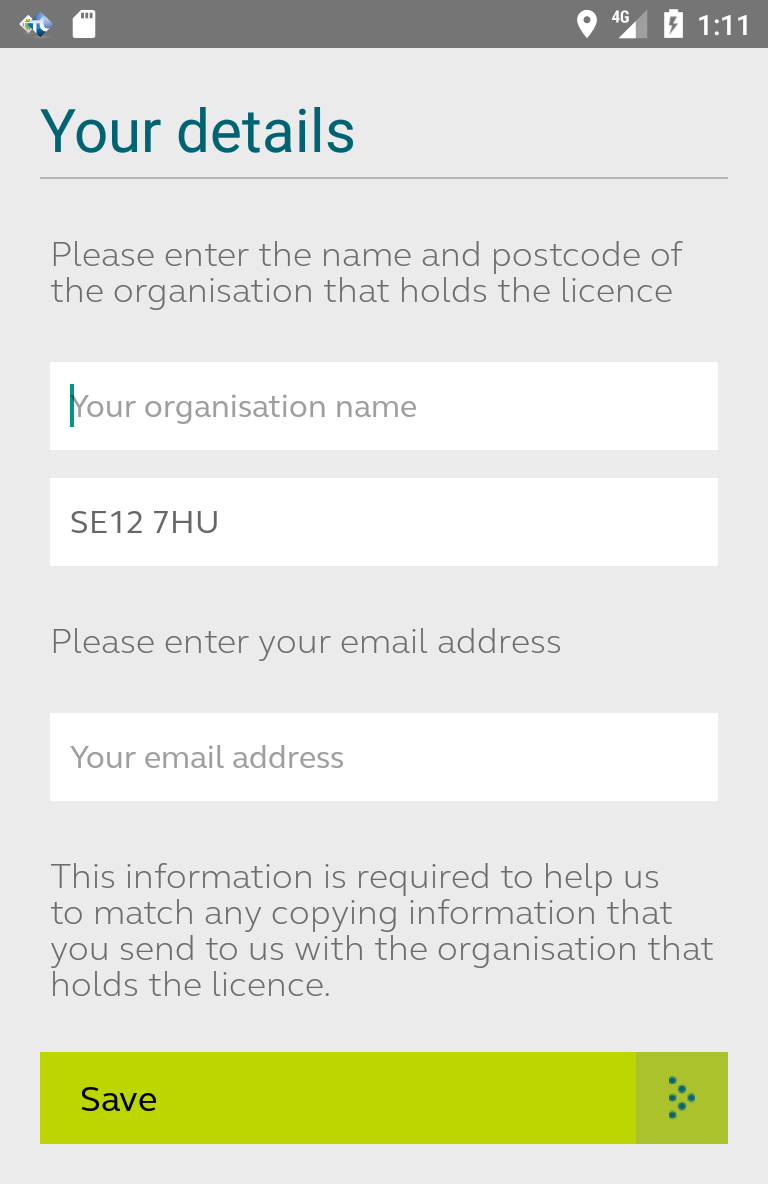 4G 1:11
Your details
Please enter the name and postcode of
the organisation that holds the licence
Your organisation name
SE12 7HU
Please enter your email address
Your email address
This information is required to help us
to match any copying information that
you send to us with the organisation that
holds the licence.
Save